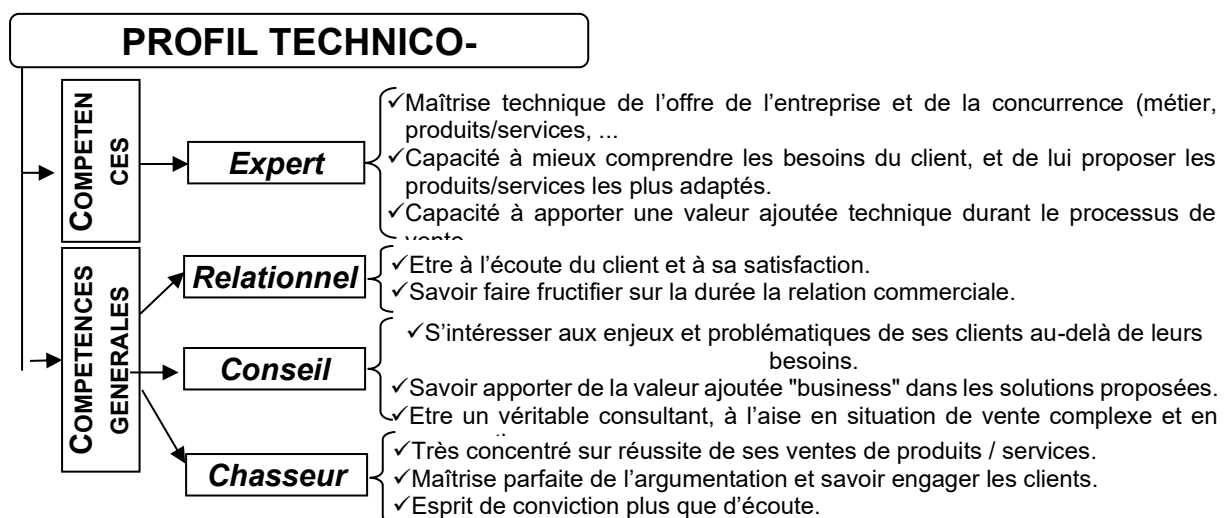 PROFIL TECHNICO-
COMPETEN
CES
Expert
✓Maîtrise technique de l’offre de l’entreprise et de la concurrence (métier,
produits/services, ...
✓Capacité à mieux comprendre les besoins du client, et de lui proposer les
produits/services les plus adaptés.
✓Capacité à apporter une valeur ajoutée technique durant le processus de
COMPETENCES
GENERALES
Relationnel
✓Etre à l’écoute du client et à sa satisfaction.
✓Savoir faire fructifier sur la durée la relation commerciale.
Conseil
✓S’intéresser aux enjeux et problématiques de ses clients au-delà de leurs
besoins.
✓Savoir apporter de la valeur ajoutée "business" dans les solutions proposées.
✓Etre un véritable consultant, à l’aise en situation de vente complexe et en
Chasseur
✓Très concentré sur réussite de ses ventes de produits / services.
✓Maîtrise parfaite de l’argumentation et savoir engager les clients.
✓Esprit de conviction plus que d’écoute.